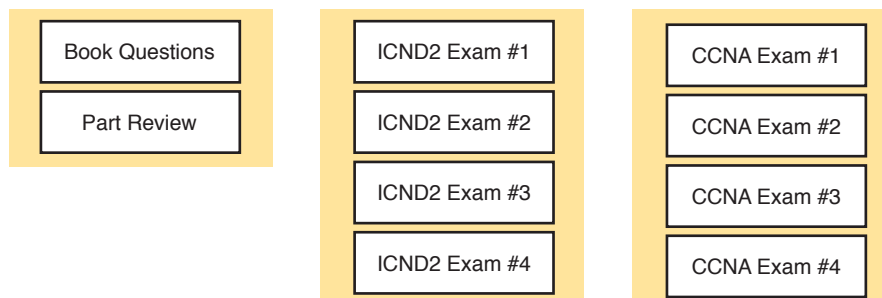 Book Questions
Part Review
ICND2 Exam #1
ICND2 Exam #2
ICND2 Exam #3
ICND2 Exam #4
CCNA Exam #1
CCNA Exam #2
CCNA Exam #3
CCNA Exam #4